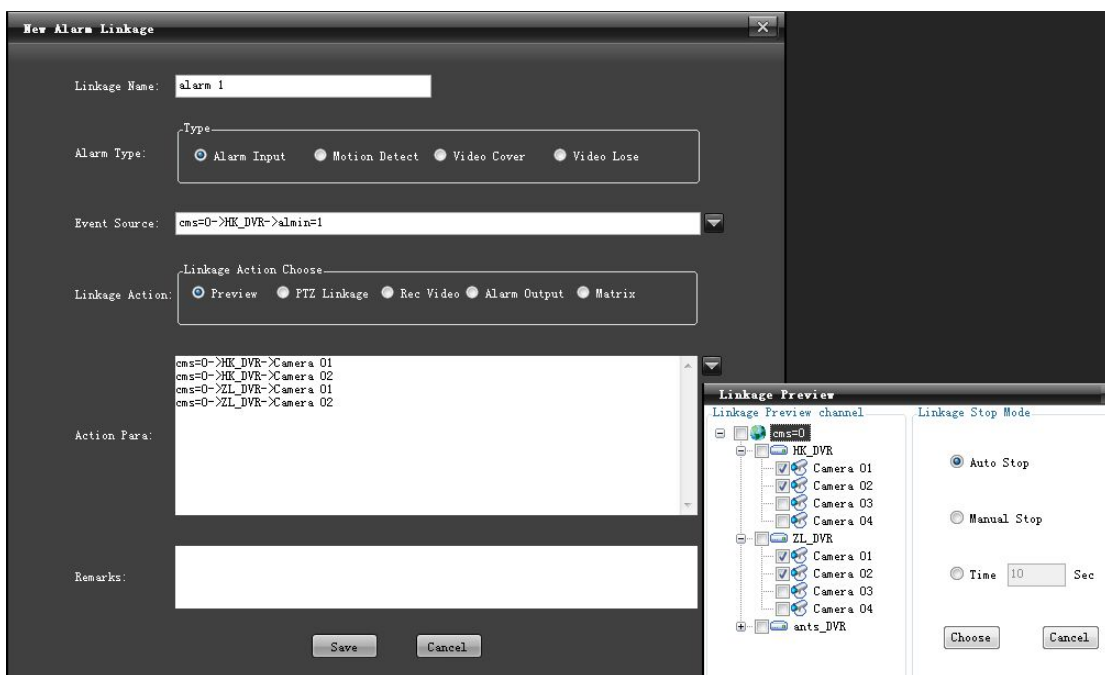 New Alarm Linkage
Linkage Name: alarm 1
Type
Alarm Type: Alarm Input Motion Detect Video Cover Video Lose
Event Source: cms=0->HK_DVR->almin=1
Linkage Action Choose
Linkage Action: Preview PTZ Linkage Rec Video Alarm Output Matrix
Action Para:
cms=0->HK_DVR->Camera 01
cms=0->HK_DVR->Camera 02
cms=0->ZL_DVR->Camera 01
cms=0->ZL_DVR->Camera 02
Remarks:
Save Cancel
Linkage Preview
Linkage Preview channel
cms=0
HK_DVR
Camera 01
Camera 02
Camera 03
Camera 04
ZL_DVR
Camera 01
Camera 02
Camera 03
Camera 04
ants_DVR
Linkage Stop Mode
Auto Stop
Manual Stop
Time 10 Sec
Choose Cancel